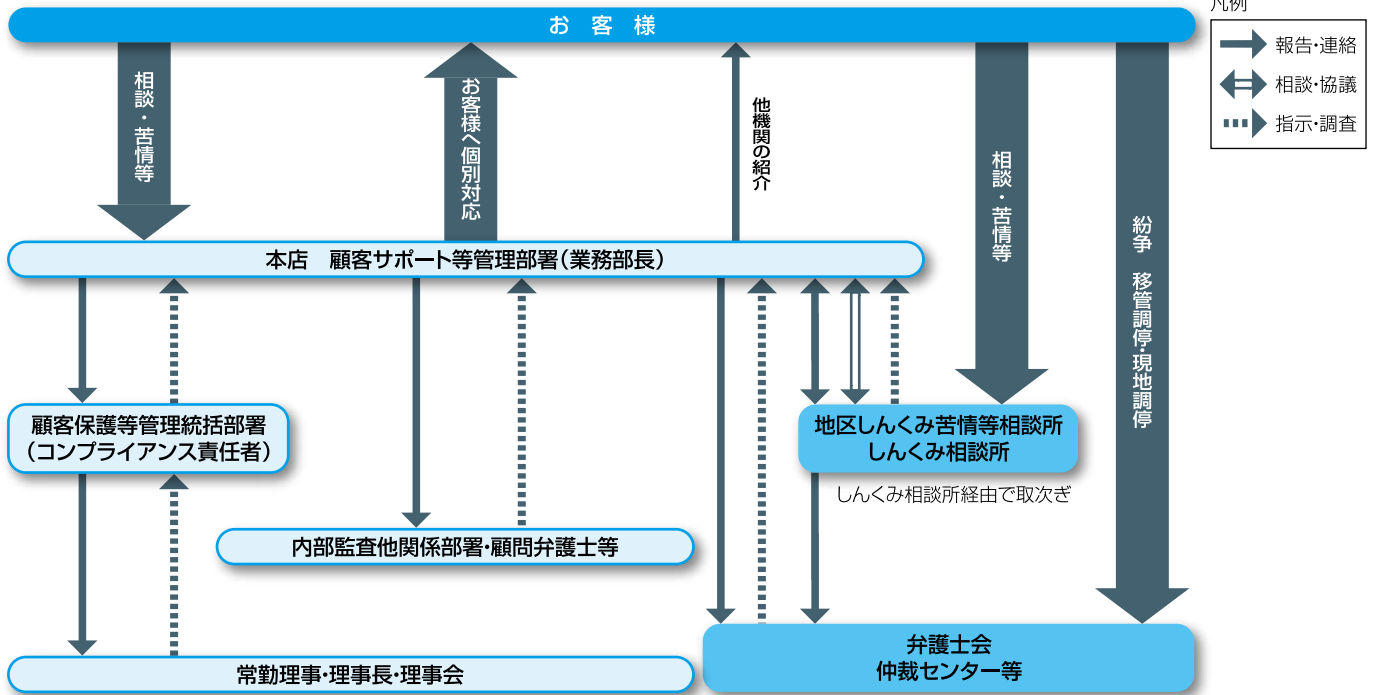 お 客 様
凡例
報告・連絡
相談・協議
指示・調査
相談・苦情等
お客様へ個別対応
他機関の紹介
相談・苦情等
紛争 移管調停・現地調停
本店 顧客サポート等管理部署(業務部長)
顧客保護等管理統括部署
(コンプライアンス責任者)
地区しんくみ苦情等相談所
しんくみ相談所
しんくみ相談所経由で取次ぎ
内部監査他関係部署・顧問弁護士等
弁護士会
仲裁センター等
常勤理事・理事長・理事会